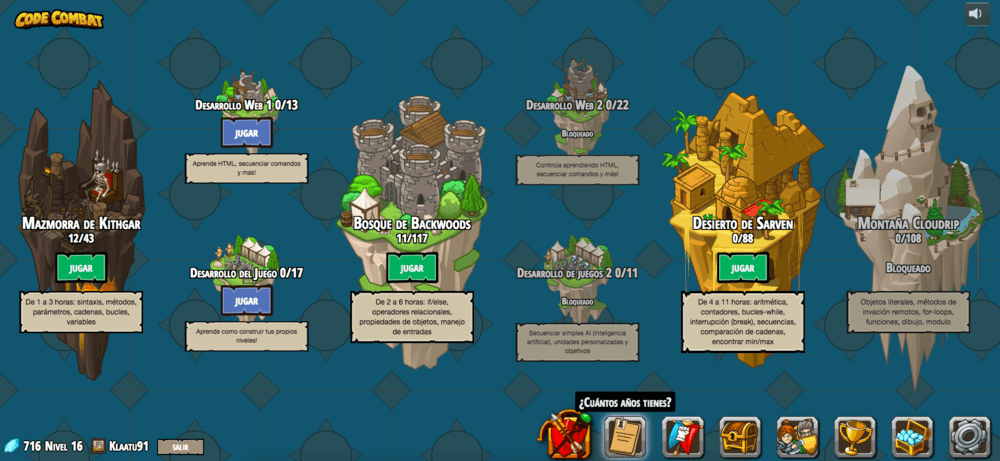 CODE COMBAT
Desarrollo Web 1 0/13
JUGAR
Aprende HTML, secuenciar comandos
y mas!
Desarrollo Web 2 0/22
Bloqueado
Continúa aprendiendo HTML,
secuenciar comandos y más!
Mazmorra de Kithgar
12/43
JUGAR
De 1 a 3 horas: sintaxis, métodos,
parámetros, cadenas, bucles,
variables
Desarrollo del Juego 0/17
JUGAR
Aprende como construir tus propios
niveles!
Bosque de Backwoods
11/117
JUGAR
De 2 a 6 horas: if/else,
operadores relacionales,
propiedades de objetos, manejo
de entradas
Desarrollo de juegos 2 0/11
Bloqueado
Secuenciar simples AI (inteligencia
artificial), unidades personalizadas y
objetivos
Desierto de Sarven
0/88
JUGAR
De 4 a 11 horas: aritmética,
contadores, bucles-while,
interrupción (break), secuencias,
comparación de cadenas,
encontrar min/max
Montaña Cloudrip
0/108
Bloqueado
Objetos literales, métodos de
invación remotos, for-loops,
funciones, dibujo, modulo
¿Cuántos años tienes?
716 Nivel 16 Klaatu91 Salir